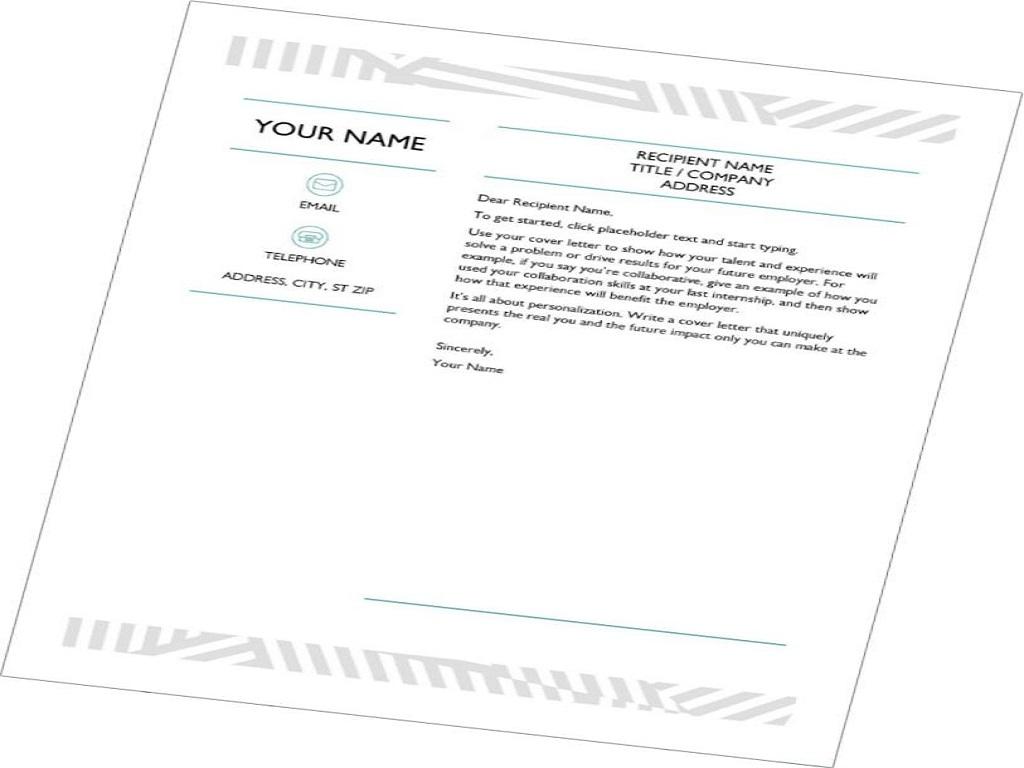 YOUR NAME
EMAIL
TELEPHONE
ADDRESS, CITY, ST ZIP
RECIPIENT NAME
TITLE / COMPANY
ADDRESS
Dear Recipient Name,
To get started, click placeholder text and start typing.
Use your cover letter to show how your talent and experience will
solve a problem or drive results for your future employer. For
example, if you say you're collaborative, give an example of how you
used your collaboration skills at your last internship, and then show
how that experience will benefit the employer.
It's all about personalization. Write a cover letter that uniquely
presents the real you and the future impact only you can make at the
company.
Sincerely,
Your Name